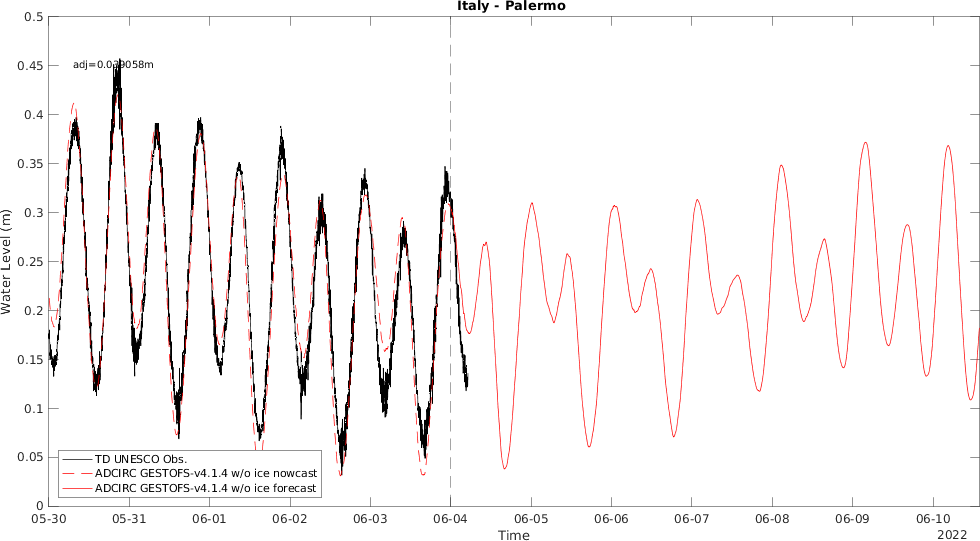 Italy - Palermo
0.5
0.45
0.4
0.35
0.3
0.25
0.2
0.15
0.1
0.05
0
Water Level (m)
adj=0.039058m
TD UNESCO Obs.
ADCIRC GESTOFS-v4.1.4 w/o ice nowcast
ADCIRC GESTOFS-v4.1.4 w/o ice forecast
05-30 05-31 06-01 06-02 06-03 06-04 06-05 06-06 06-07 06-08 06-09 06-10
Time
2022